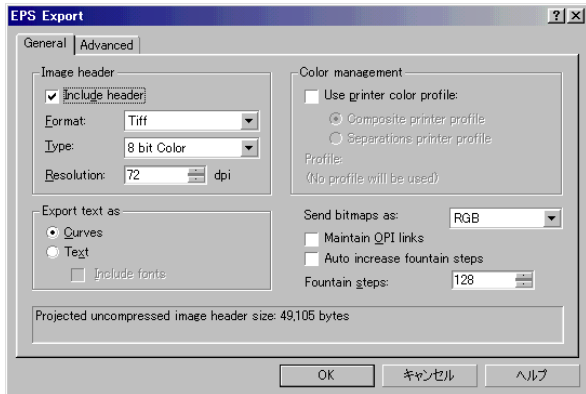 EPS Export
General
Advanced
Image header
Include header
Format: Tiff
Type: 8 bit Color
Resolution: 72 dpi
Export text as
Curves
Text
Include fonts
Color management
Use printer color profile:
Composite printer profile
Separations printer profile
Profile:
(No profile will be used)
Send bitmaps as: RGB
Maintain OPI links
Auto increase fountain steps
Fountain steps: 128
Projected uncompressed image header size: 49,105 bytes
OK
キャンセル
ヘルプ